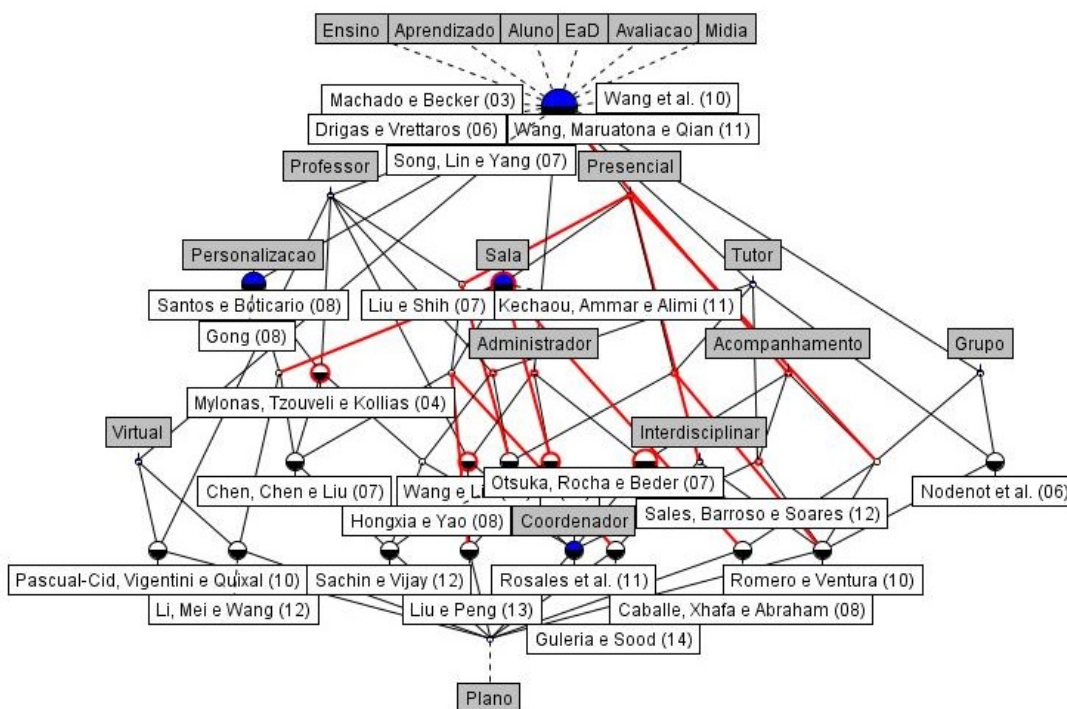 Ensino
Aprendizado
Aluno
EaD
Avaliacao
Midia
Machado e Becker (03)
Wang et al. (10)
Drigas e Vrettaros (06)
Wang, Maruatona e Qian (11)
Song, Lin e Yang (07)
Professor
Presencial
Personalizacao
Sala
Tutor
Santos e Boticario (08)
Liu e Shih (07)
Kechaou, Ammar e Alimi (11)
Gong (08)
Administrador
Acompanhamento
Grupo
Mylonas, Tzouveli e Kollias (04)
Virtual
Interdisciplinar
Chen, Chen e Liu (07)
Wang e
Otsuka, Rocha e Beder (07)
Nodenot et al. (06)
Hongxia e Yao (08)
Coordenador
Sales, Barroso e Soares (12)
Pascual-Cid, Vigentini e Quixal (10)
Sachin e Vijay (12)
Rosales et al. (11)
Romero e Ventura (10)
Li, Mei e Wang (12)
Liu e Peng (13)
Caballe, Xhafa e Abraham (08)
Guleria e Sood (14)
Plano